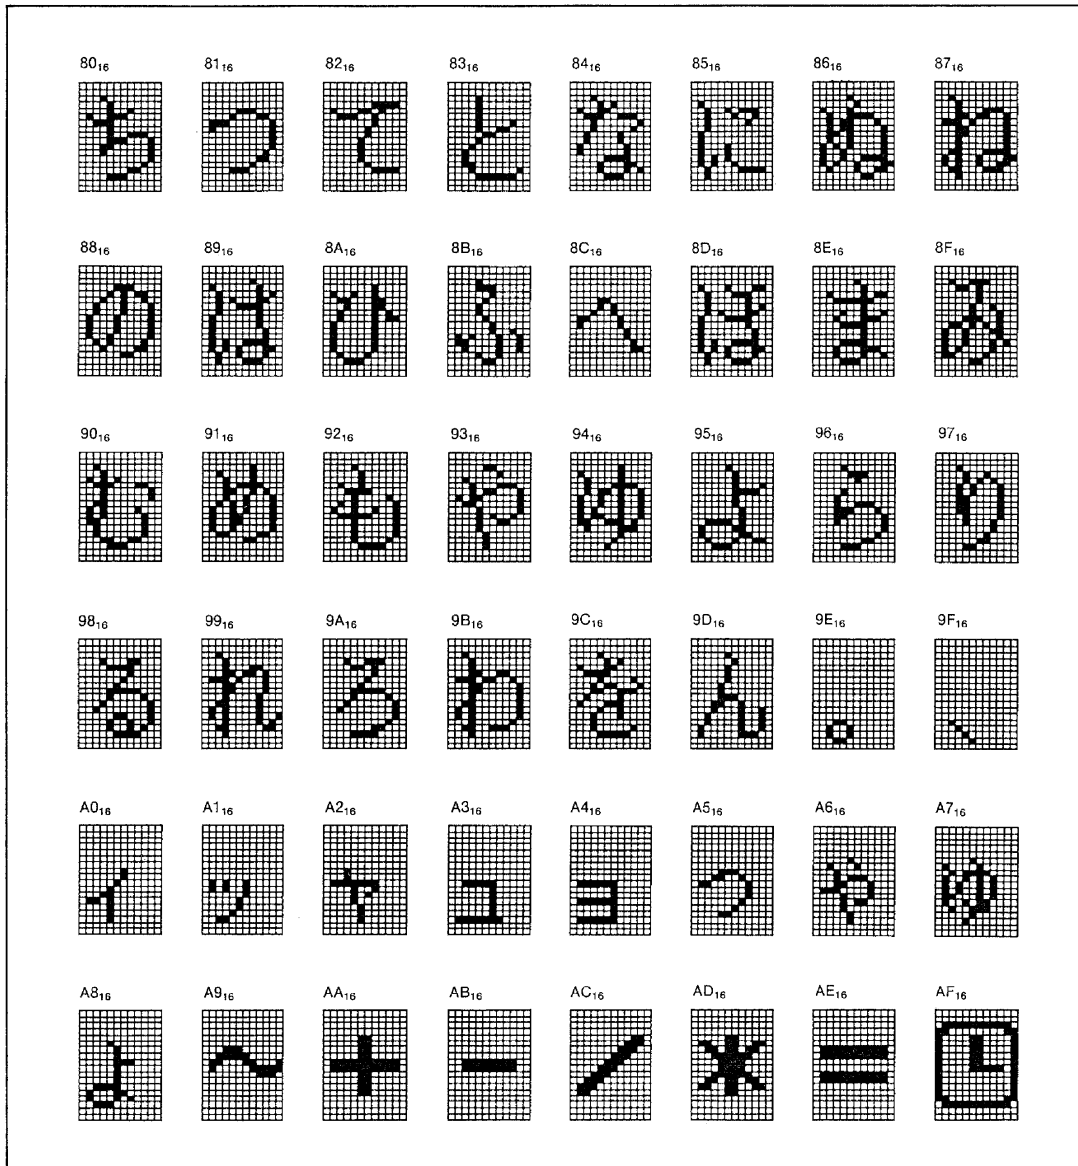 80₁₆ 81₁₆ 82₁₆ 83₁₆ 84₁₆ 85₁₆ 86₁₆ 87₁₆
ち つ て と な に ぬ ね
88₁₆ 89₁₆ 8A₁₆ 8B₁₆ 8C₁₆ 8D₁₆ 8E₁₆ 8F₁₆
の は ひ ふ へ ほ ま み
90₁₆ 91₁₆ 92₁₆ 93₁₆ 94₁₆ 95₁₆ 96₁₆ 97₁₆
む め も や ゆ よ ら り
98₁₆ 99₁₆ 9A₁₆ 9B₁₆ 9C₁₆ 9D₁₆ 9E₁₆ 9F₁₆
る れ ろ わ を ん 。 、
A0₁₆ A1₁₆ A2₁₆ A3₁₆ A4₁₆ A5₁₆ A6₁₆ A7₁₆
ィ ッ ャ ュ ョ っ ゃ ゅ
A8₁₆ A9₁₆ AA₁₆ AB₁₆ AC₁₆ AD₁₆ AE₁₆ AF₁₆
ょ ~ + - / * =